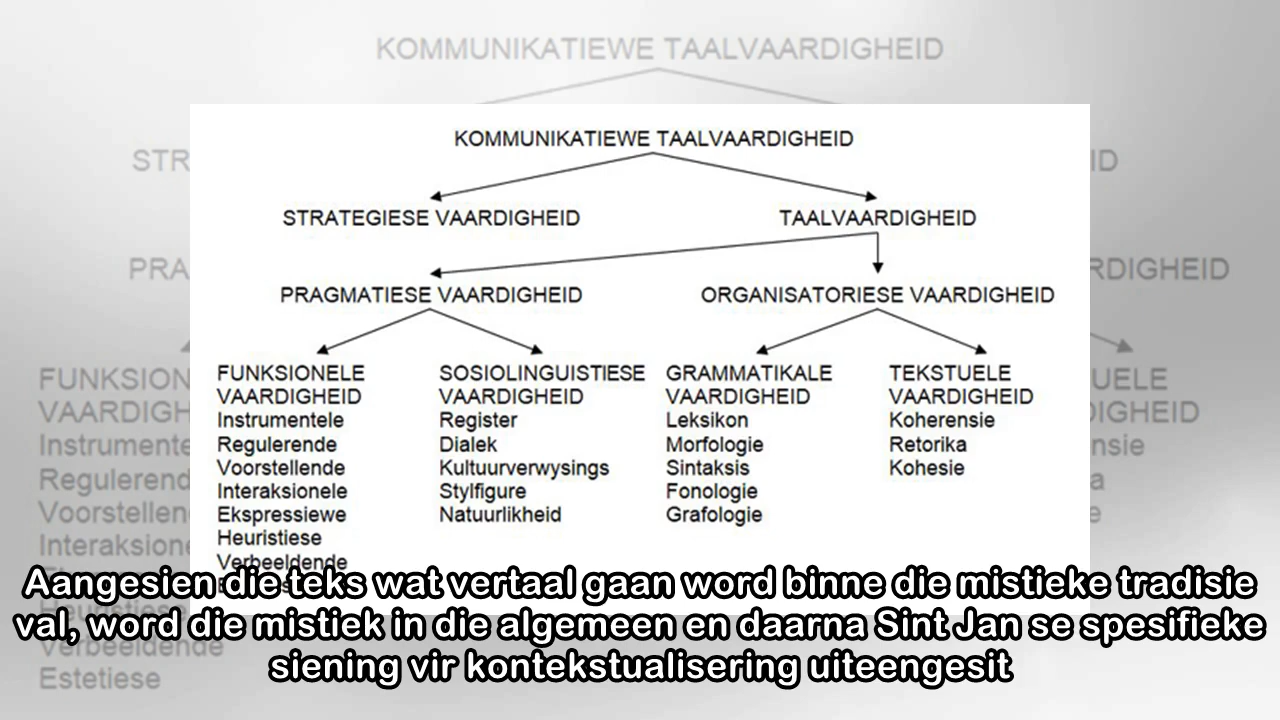 KOMMUNIKATIEWE TAALVAARDIGHEID
KOMMUNIKATIEWE TAALVAARDIGHEID
STRATEGIESE VAARDIGHEID
TAALVAARDIGHEID
PRAGMATIESE VAARDIGHEID
ORGANISATORIESE VAARDIGHEID
FUNKSIONELE
VAARDIGHEID
Instrumentele
Regulerende
Voorstellende
Interaksionele
Ekspressiewe
Heuristiese
Verbeeldende
SOSIOLINGUISTIESE
VAARDIGHEID
Register
Dialek
Kultuurverwysings
Stylfigure
Natuurlikheid
GRAMMATIKALE
VAARDIGHEID
Leksikon
Morfologie
Sintaksis
Fonologie
Grafologie
TEKSTUELE
VAARDIGHEID
Koherensie
Retorika
Kohesie
Aangesien die teks wat vertaal gaan word binne die mistieke tradisie
val, word die mistiek in die algemeen en daarna Sint Jan se spesifieke
siening vir kontekstualisering uiteengesit
Estetiese